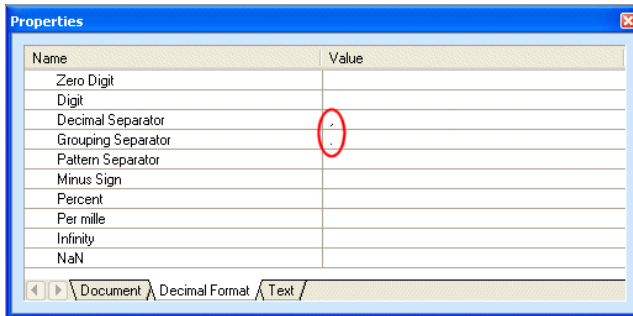 Properties
Name Value
Zero Digit
Digit
Decimal Separator ,
Grouping Separator .
Pattern Separator
Minus Sign
Percent
Per mille
Infinity
NaN
Document Decimal Format Text